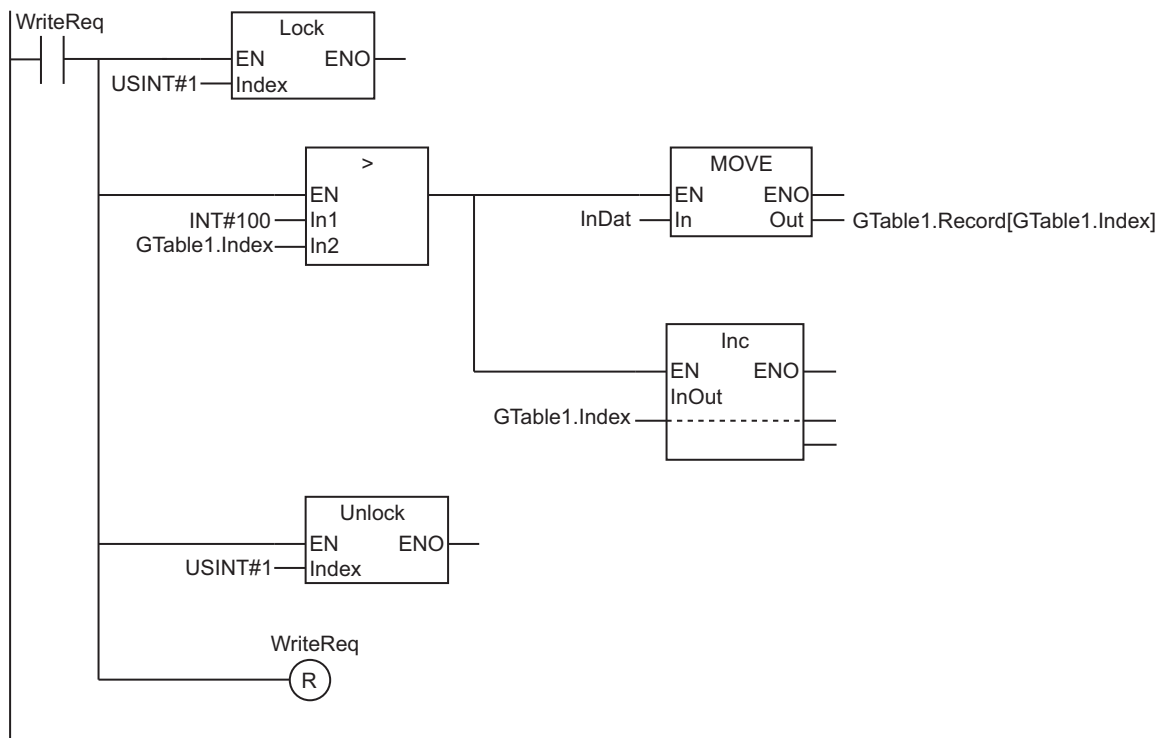 WriteReq
Lock
EN ENO
USINT#1 Index
> MOVE
EN EN ENO
INT#100 In1 InDat In Out GTable1.Record[GTable1.Index]
GTable1.Index In2
Inc
EN ENO
InOut
GTable1.Index
Unlock
EN ENO
USINT#1 Index
WriteReq
R